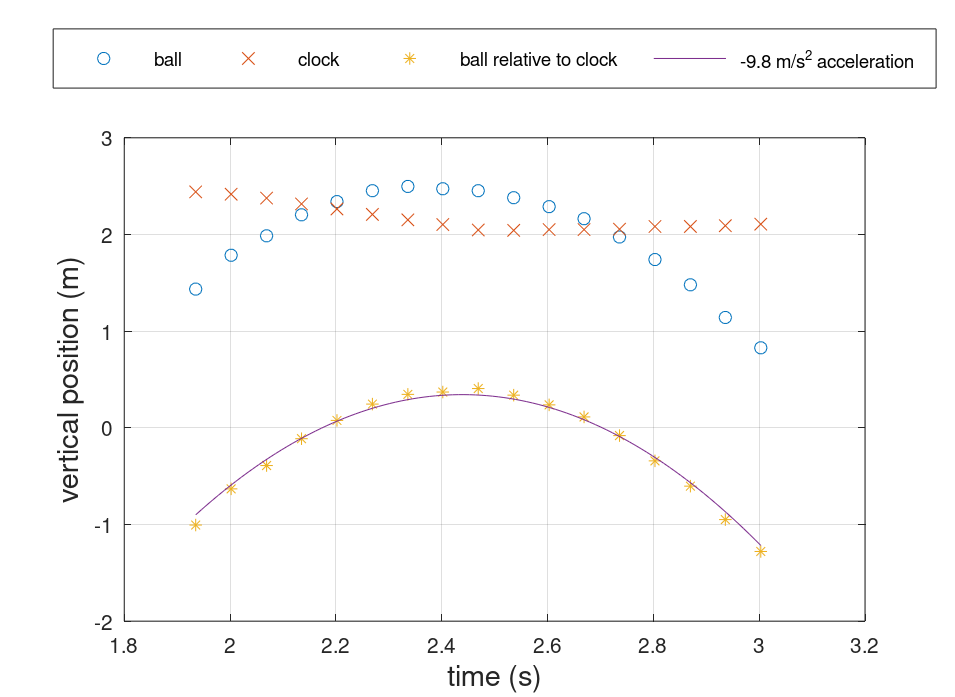 ball clock ball relative to clock -9.8 m/s² acceleration
3
2
1
0
-1
-2
vertical position (m)
1.8 2 2.2 2.4 2.6 2.8 3 3.2
time (s)